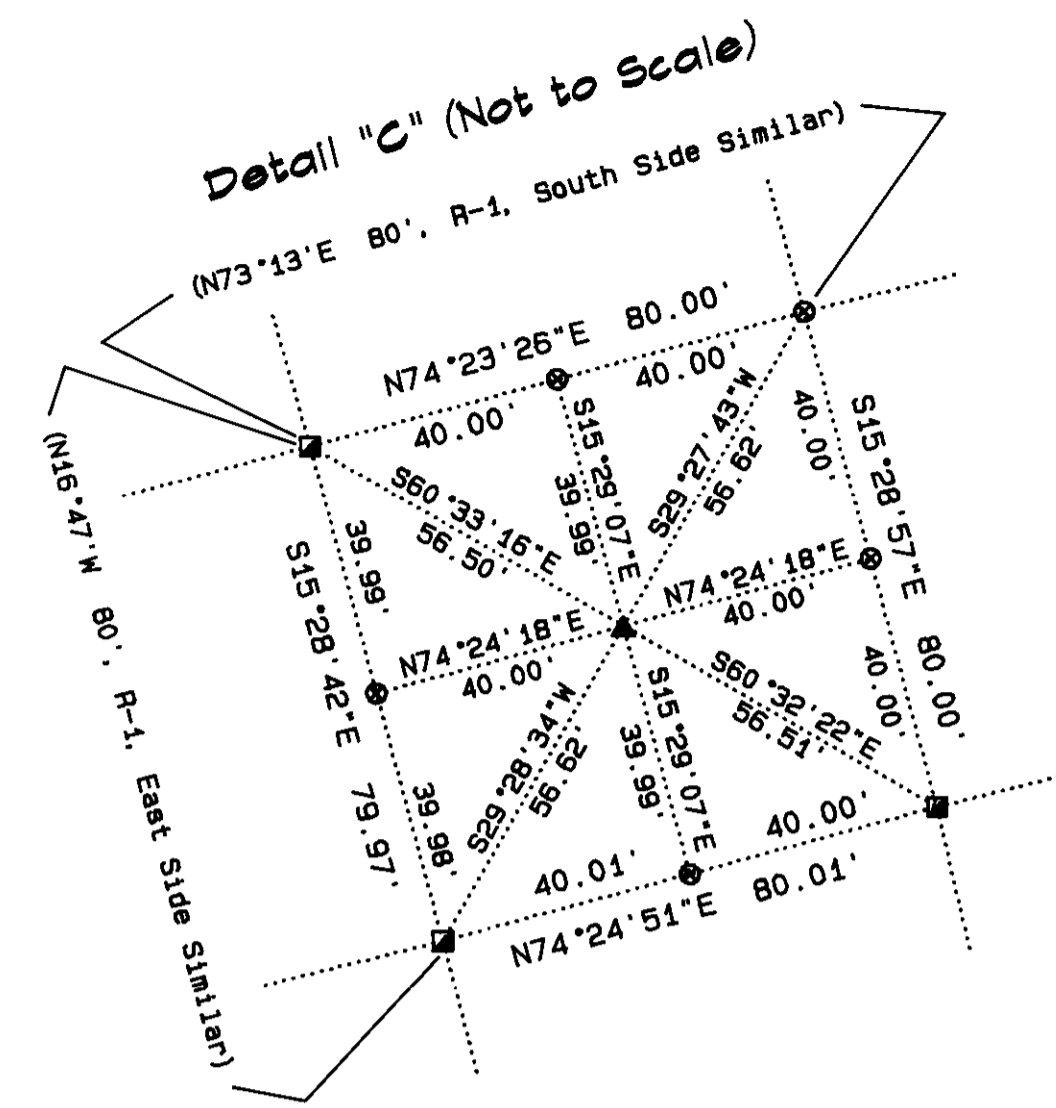 Detail "C" (Not to Scale)
(N73°13'E 80', R-1, South Side Similar)
N74°23'26"E 80.00'
40.00'
40.00'
S15°29'07"E
39.99'
S29°27'43"W
56.62'
40.00'
S15°28'57"E 80.00'
S60°33'16"E
56.50'
39.99'
(N16°47'W 80', R-1, East Side Similar)
S15°28'42"E 79.97'
N74°24'18"E
40.00'
N74°24'18"E
40.00'
S60°32'22"E
56.51'
40.00'
S15°29'07"E
39.99'
S29°28'34"W
56.62'
39.98'
40.01'
40.00'
N74°24'51"E 80.01'